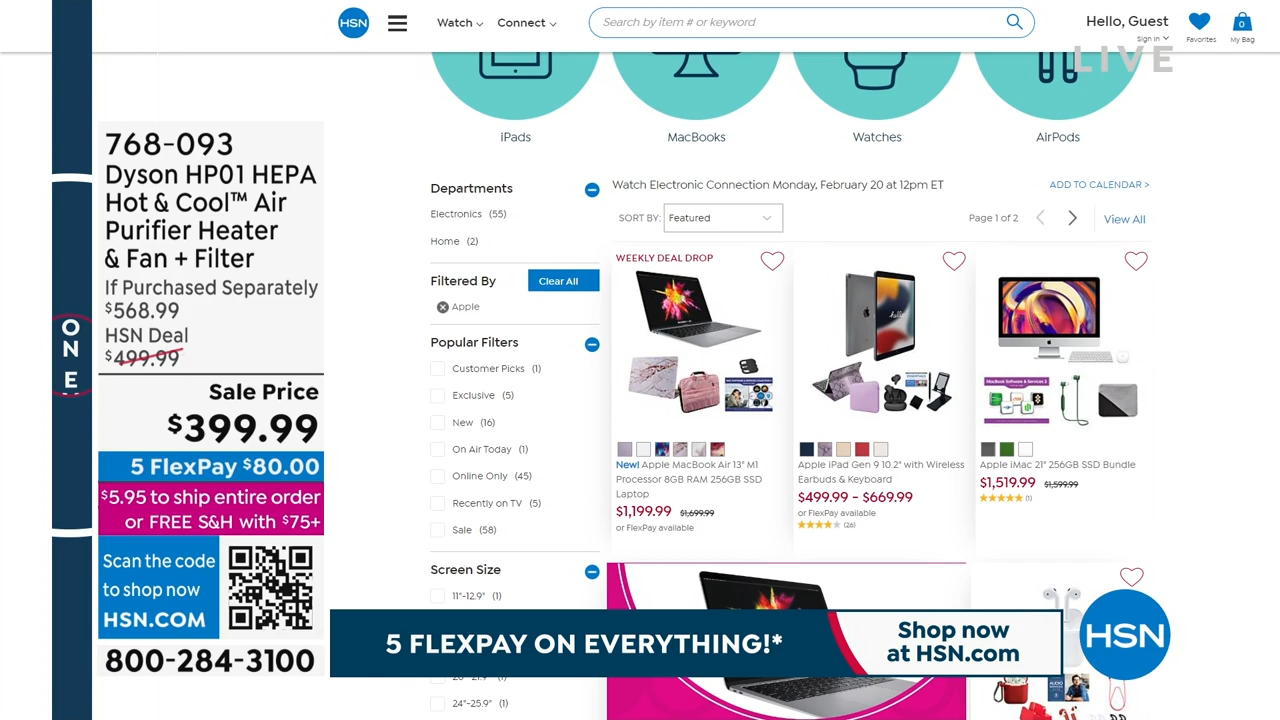 HSN
Watch
Connect
Search by item # or keyword
Hello, Guest
Sign In
Favorites
0
My Bag
LIVE
iPads
MacBooks
Watches
AirPods
768-093
Dyson HP01 HEPA
Hot & Cool™ Air
Purifier Heater
& Fan + Filter
If Purchased Separately
$568.99
HSN Deal
$499.99
Sale Price
$399.99
5 FlexPay $80.00
$5.95 to ship entire order
or FREE S&H with $75+
Scan the code
to shop now
HSN.COM
800-284-3100
ONE
Departments
Electronics (55)
Home (2)
Filtered By
Clear All
Apple
Popular Filters
Customer Picks (1)
Exclusive (5)
New (16)
On Air Today (1)
Online Only (45)
Recently on TV (5)
Sale (58)
Screen Size
11"-12.9" (1)
24"-25.9" (1)
Watch Electronic Connection Monday, February 20 at 12pm ET
ADD TO CALENDAR >
SORT BY: Featured
Page 1 of 2
View All
WEEKLY DEAL DROP
New! Apple MacBook Air 13" M1
Processor 8GB RAM 256GB SSD
Laptop
$1,199.99 $1,699.99
or FlexPay available
hello
Apple iPad Gen 9 10.2" with Wireless
Earbuds & Keyboard
$499.99 - $669.99
or FlexPay available
(26)
MacBook Software & Services 2
Apple iMac 21" 256GB SSD Bundle
$1,519.99 $1,599.99
(1)
5 FLEXPAY ON EVERYTHING!*
Shop now
at HSN.com
HSN